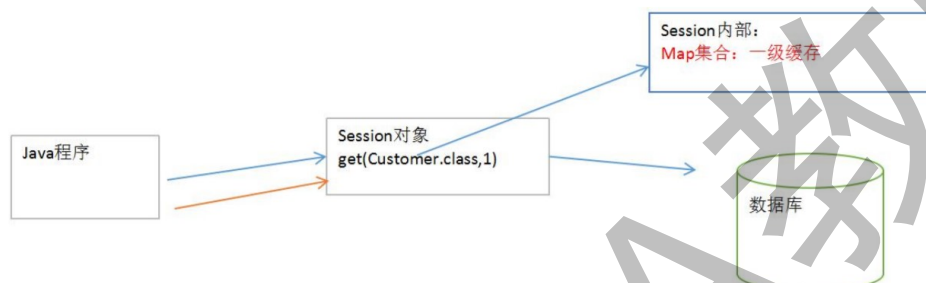 Session内部：
Map集合：一级缓存
Java程序
Session对象
get(Customer.class,1)
数据库